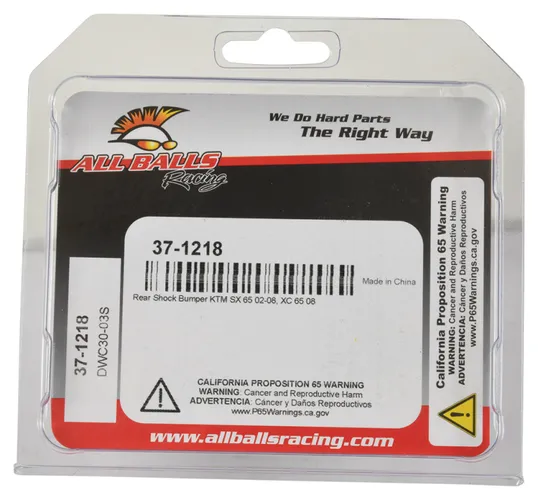 We Do Hard Parts
The Right Way
ALL BALLS
Racing
37-1218
Made in China
Rear Shock Bumper KTM SX 65 02-08, XC 65 08
CALIFORNIA PROPOSITION 65 WARNING
WARNING: Cancer and Reproductive Harm
ADVERTENCIA: Cáncer y Daños Reproductivos
www.P65Warnings.ca.gov
37-1218
DWC30-03S
California Proposition 65 Warning
WARNING: Cancer and Reproductive Harm
ADVERTENCIA: Cáncer y Daños Reproductivos
www.P65Warnings.ca.gov
www.allballsracing.com